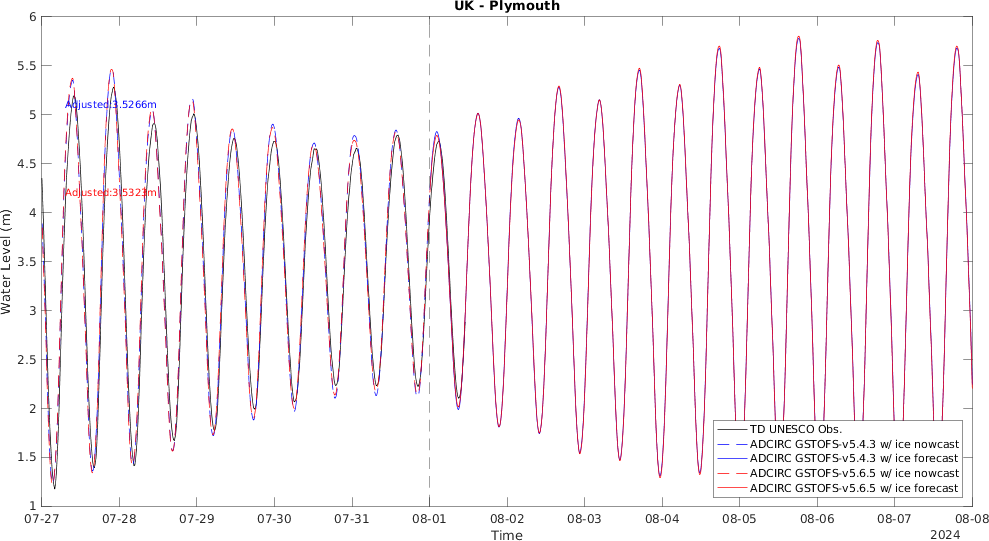 UK - Plymouth
6
5.5
5
4.5
4
3.5
3
2.5
2
1.5
1
Water Level (m)
Adjusted:3.5266m
Adjusted:3.5323m
TD UNESCO Obs.
ADCIRC GSTOFS-v5.4.3 w/ ice nowcast
ADCIRC GSTOFS-v5.4.3 w/ ice forecast
ADCIRC GSTOFS-v5.6.5 w/ ice nowcast
ADCIRC GSTOFS-v5.6.5 w/ ice forecast
07-27 07-28 07-29 07-30 07-31 08-01 08-02 08-03 08-04 08-05 08-06 08-07 08-08
Time
2024